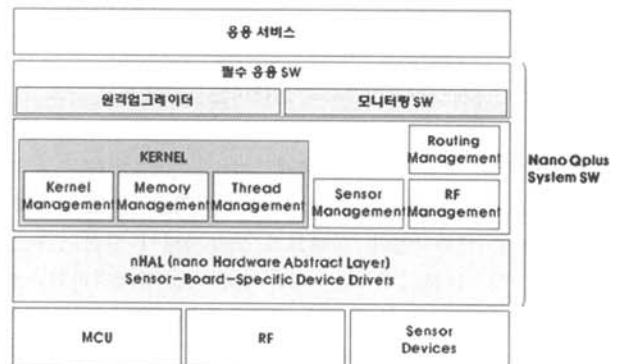 응용 서비스
필수 응용 SW
원격업그레이더
모니터링 SW
Routing
Management
KERNEL
Kernel
Management
Memory
Management
Thread
Management
Sensor
Management
RF
Management
Nano Qplus
System SW
nHAL (nano Hardware Abstract Layer)
Sensor-Board-Specific Device Drivers
MCU
RF
Sensor
Devices